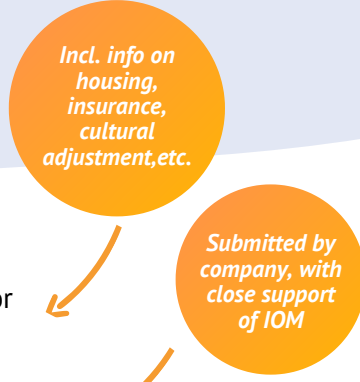 Incl. info on
housing,
insurance,
cultural
adjustment,etc.
Submitted by
company, with
close support
of IOM